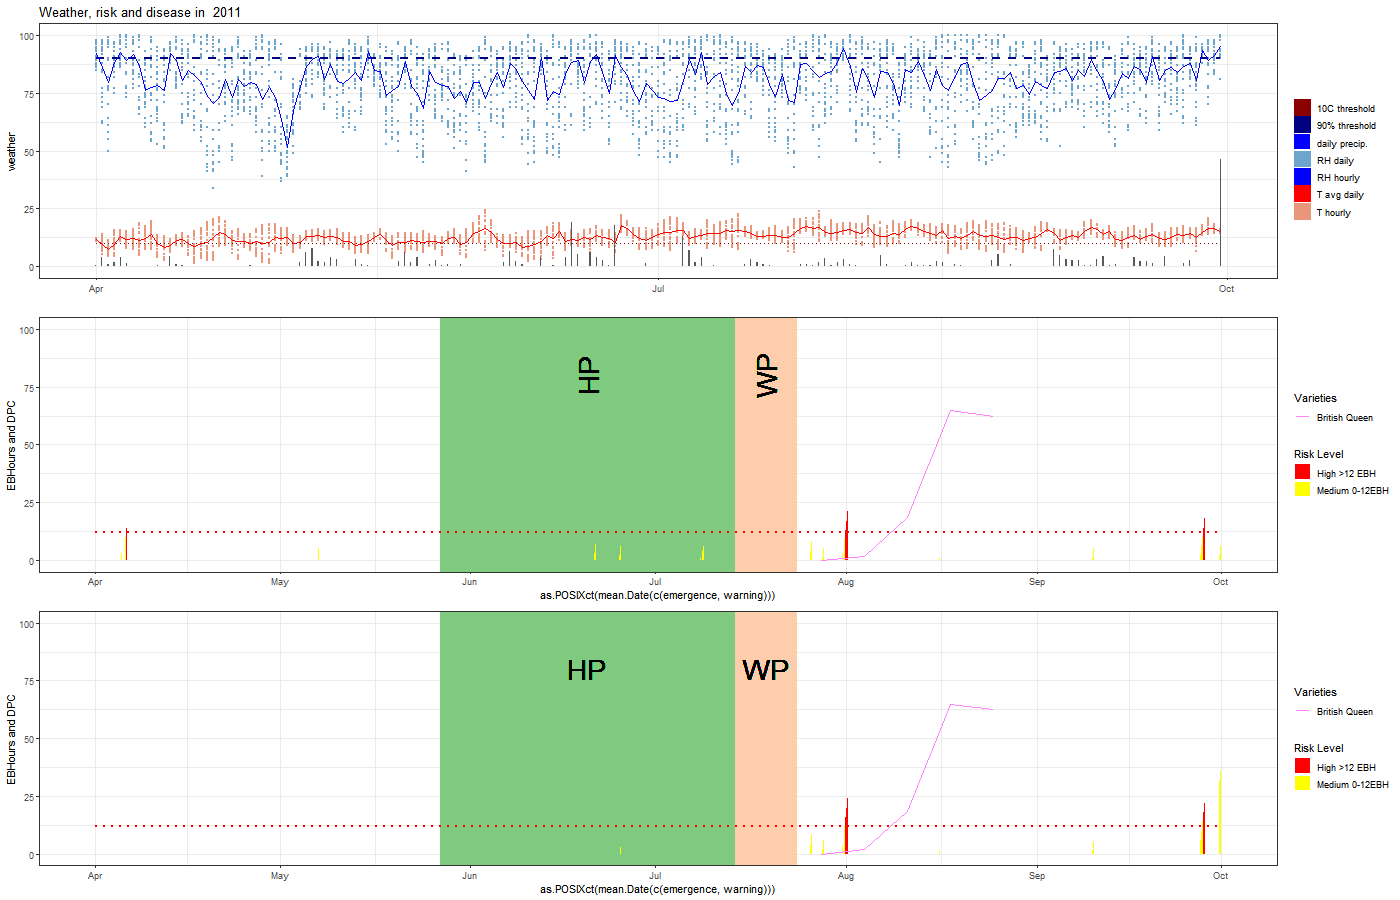 Weather, risk and disease in  2011
100
75
50
25
0
weather
Apr
Jul
Oct
10C threshold
90% threshold
daily precip.
RH daily
RH hourly
T avg daily
T hourly
100
75
50
25
0
EBHours and DPC
HP
WP
Apr
May
Jun
Jul
Aug
Sep
Oct
as.POSIXct(mean.Date(c(emergence, warning)))
Varieties
British Queen
Risk Level
High >12 EBH
Medium 0-12EBH
100
75
50
25
0
EBHours and DPC
HP
WP
Apr
May
Jun
Jul
Aug
Sep
Oct
as.POSIXct(mean.Date(c(emergence, warning)))
Varieties
British Queen
Risk Level
High >12 EBH
Medium 0-12EBH